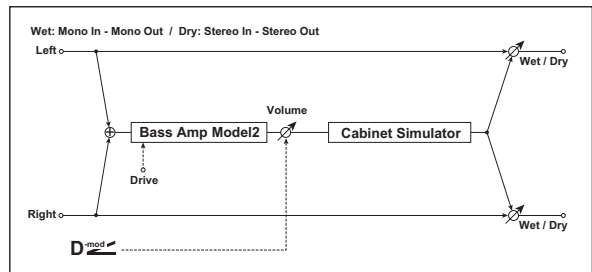 Wet: Mono In - Mono Out / Dry: Stereo In - Stereo Out
Left
Wet / Dry
Volume
Bass Amp Model2
Cabinet Simulator
Drive
Right
Wet / Dry
D-mod